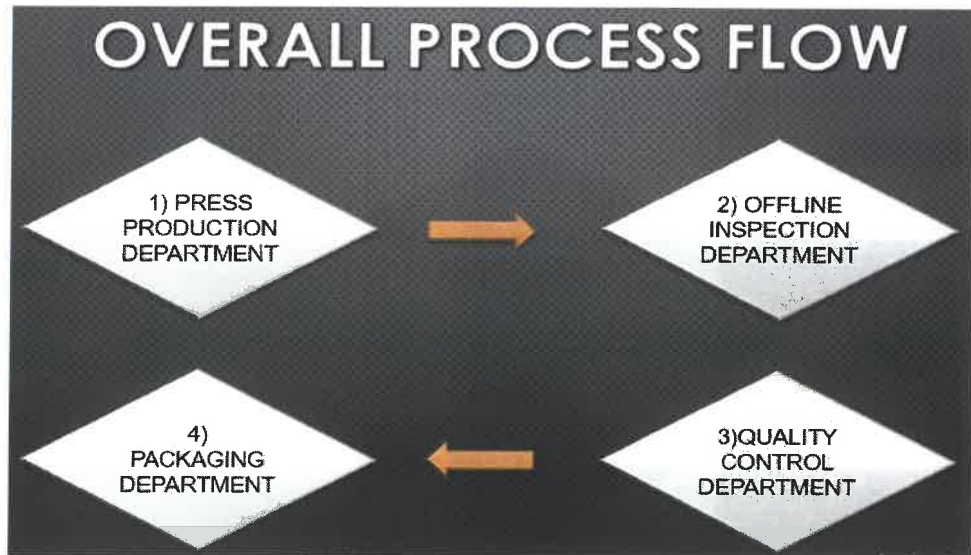 OVERALL PROCESS FLOW
1) PRESS
PRODUCTION
DEPARTMENT
2) OFFLINE
INSPECTION
DEPARTMENT
3)QUALITY
CONTROL
DEPARTMENT
4)
PACKAGING
DEPARTMENT